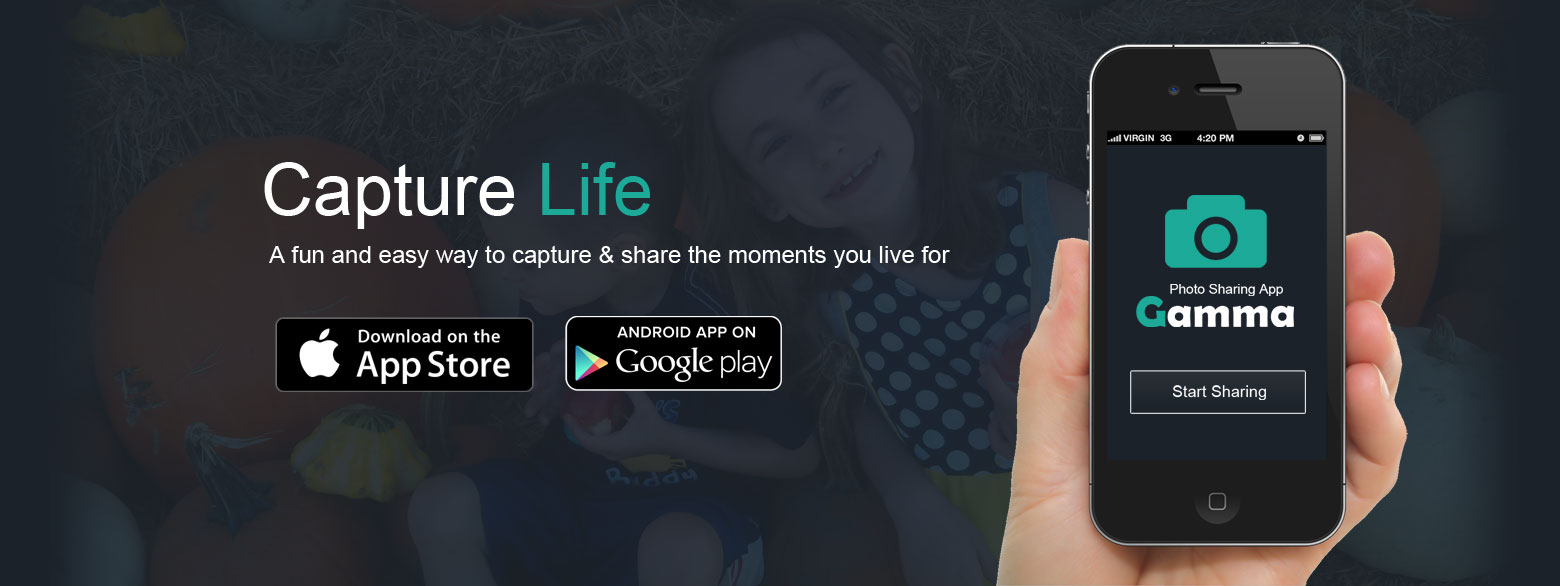 Capture Life
A fun and easy way to capture & share the moments you live for
Download on the
App Store
ANDROID APP ON
Google play
VIRGIN 3G 4:20 PM
Photo Sharing App
Gamma
Start Sharing
Buddy